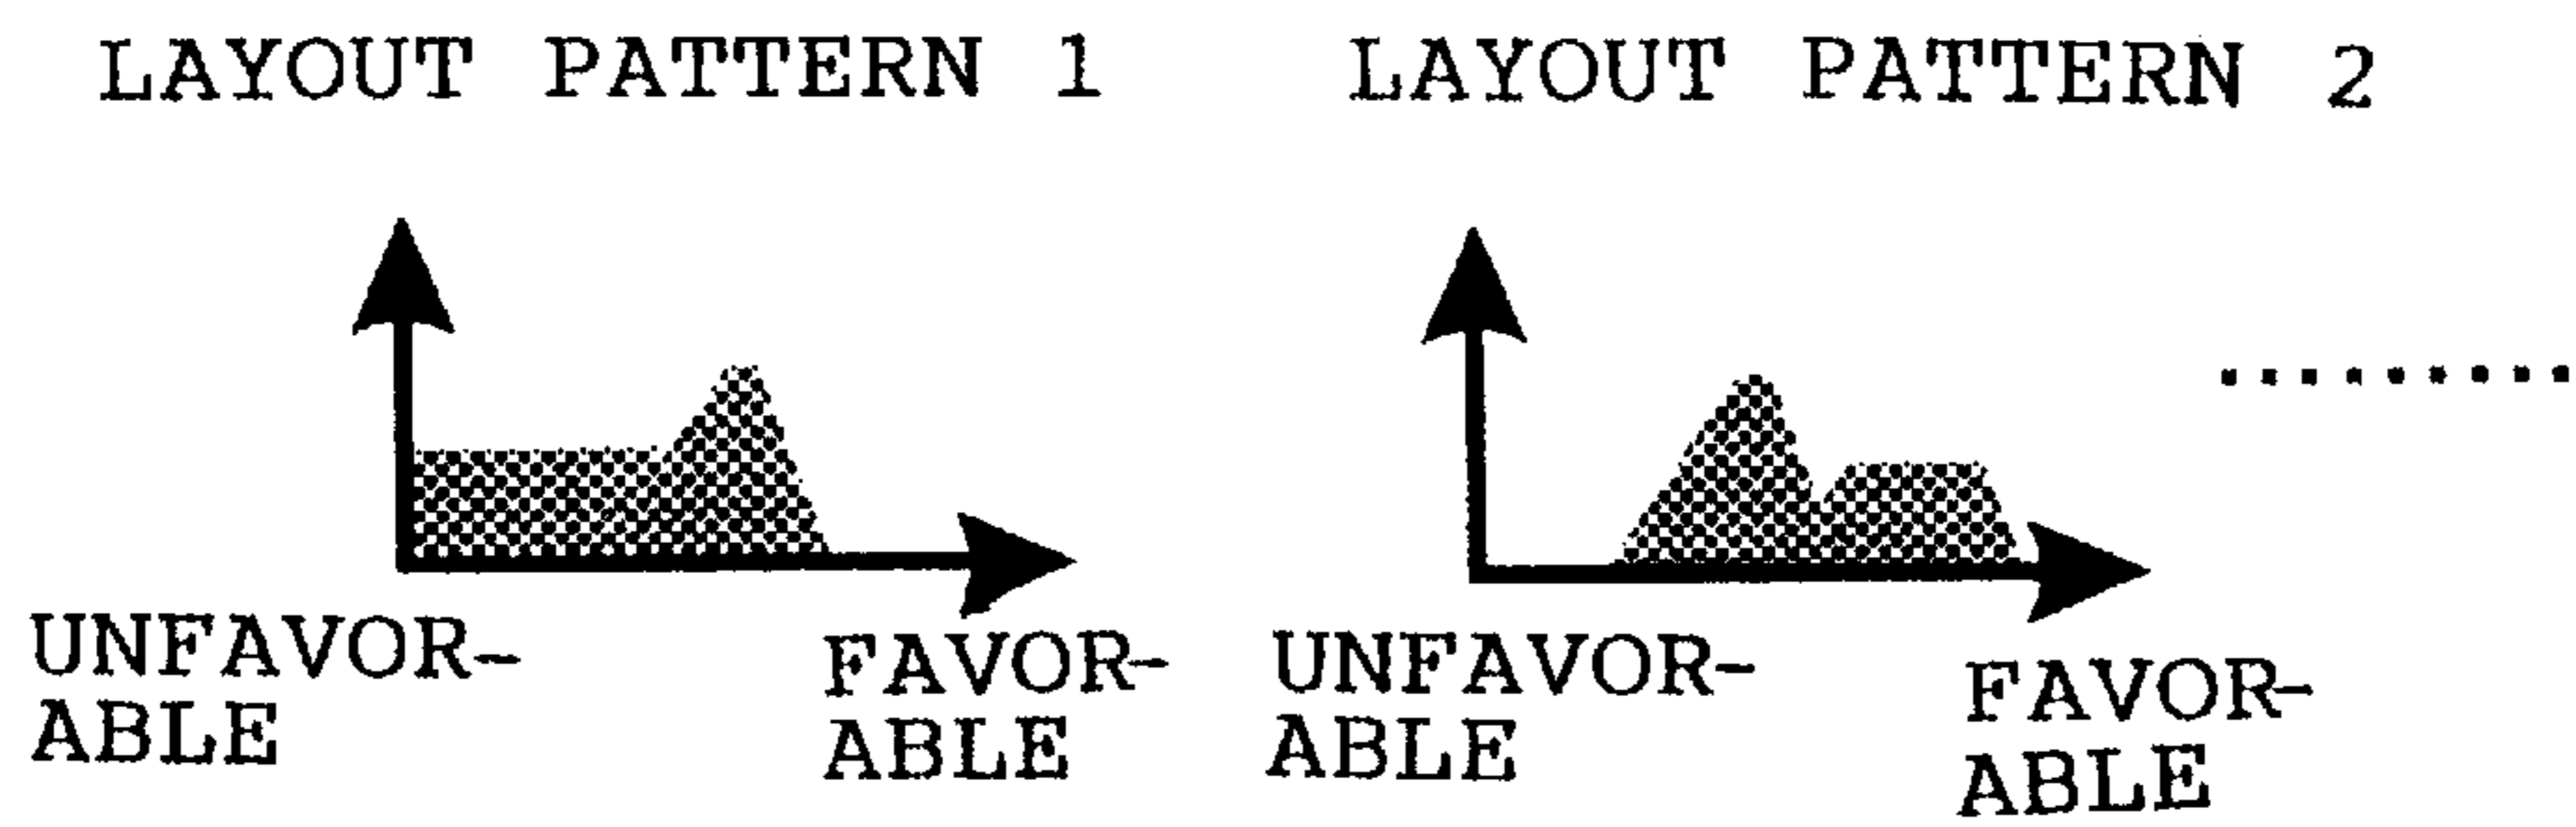 LAYOUT PATTERN 1
LAYOUT PATTERN 2
UNFAVOR-
ABLE
FAVOR-
ABLE
UNFAVOR-
ABLE
FAVOR-
ABLE